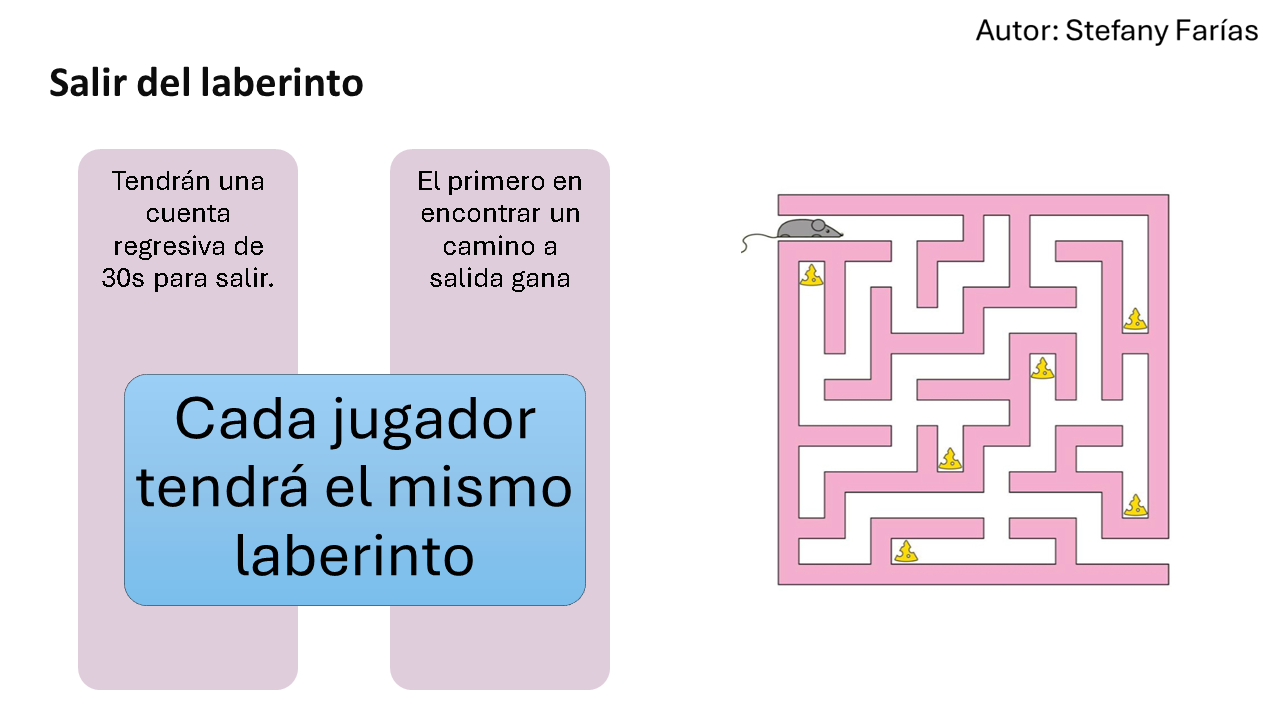 Autor: Stefany Farías
Salir del laberinto
Tendrán una
cuenta
regresiva de
30s para salir.
El primero en
encontrar un
camino a
salida gana
Cada jugador
tendrá el mismo
laberinto